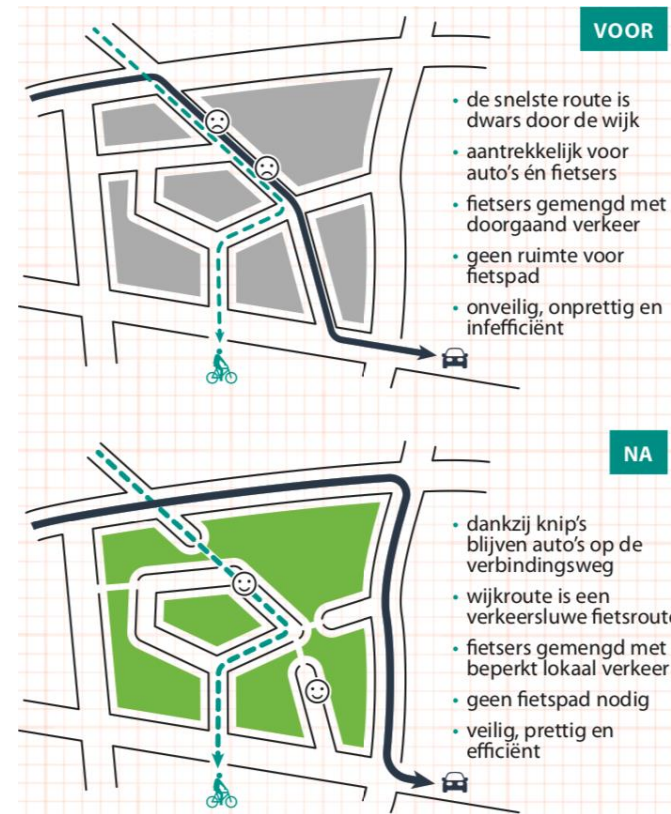 VOOR
• de snelste route is
dwars door de wijk
• aantrekkelijk voor
auto's én fietsers
• fietsers gemengd met
doorgaand verkeer
• geen ruimte voor
fietspad
• onveilig, onprettig en
infefficiënt
NA
• dankzij knip's
blijven auto's op de
verbindingsweg
• wijkroute is een
verkeersluwe fietsroute
• fietsers gemengd met
beperkt lokaal verkeer
• geen fietspad nodig
• veilig, prettig en
efficiënt